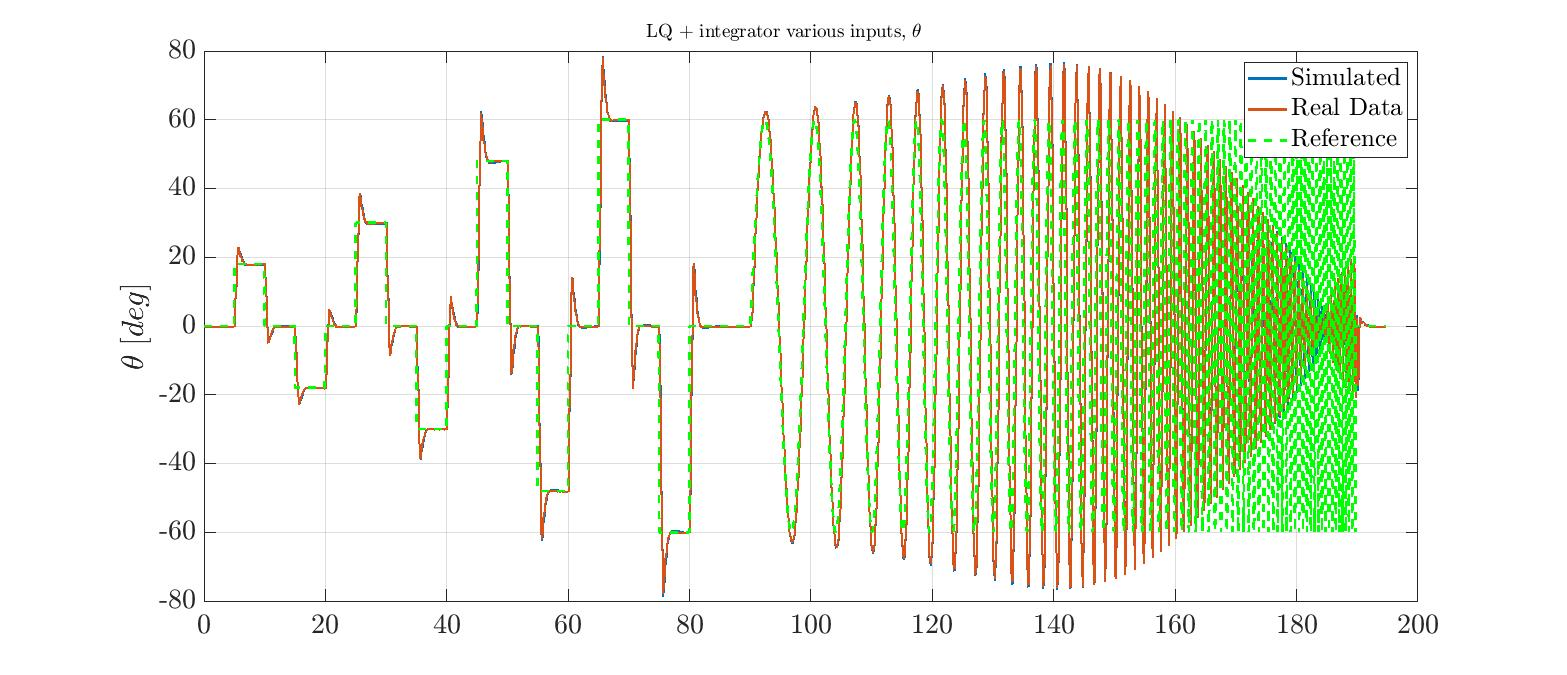 LQ + integrator various inputs, θ
θ [deg]
80
60
40
20
0
-20
-40
-60
-80
0 20 40 60 80 100 120 140 160 180 200
Simulated
Real Data
Reference